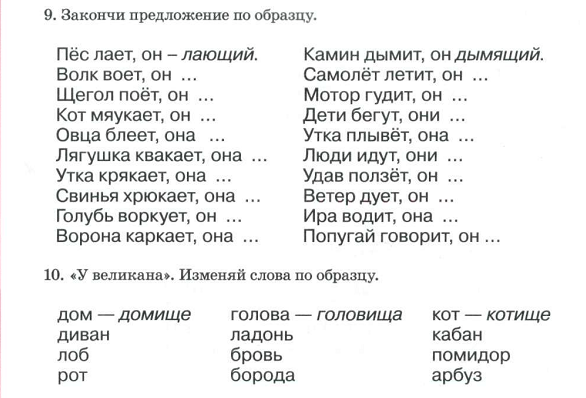 9. Закончи предложение по образцу.
Пёс лает, он – лающий.
Волк воет, он ...
Щегол поёт, он ...
Кот мяукает, он ...
Овца блеет, она ...
Лягушка квакает, она ...
Утка крякает, она ...
Свинья хрюкает, она ...
Голубь воркует, он ...
Ворона каркает, она ...
Камин дымит, он дымящий.
Самолёт летит, он ...
Мотор гудит, он ...
Дети бегут, они ...
Утка плывёт, она ...
Люди идут, они ...
Удав ползёт, он ...
Ветер дует, он ...
Ира водит, она ...
Попугай говорит, он ...
10. «У великана». Изменяй слова по образцу.
дом — домище
диван
лоб
рот
голова — головища
ладонь
бровь
борода
кот — котище
кабан
помидор
арбуз